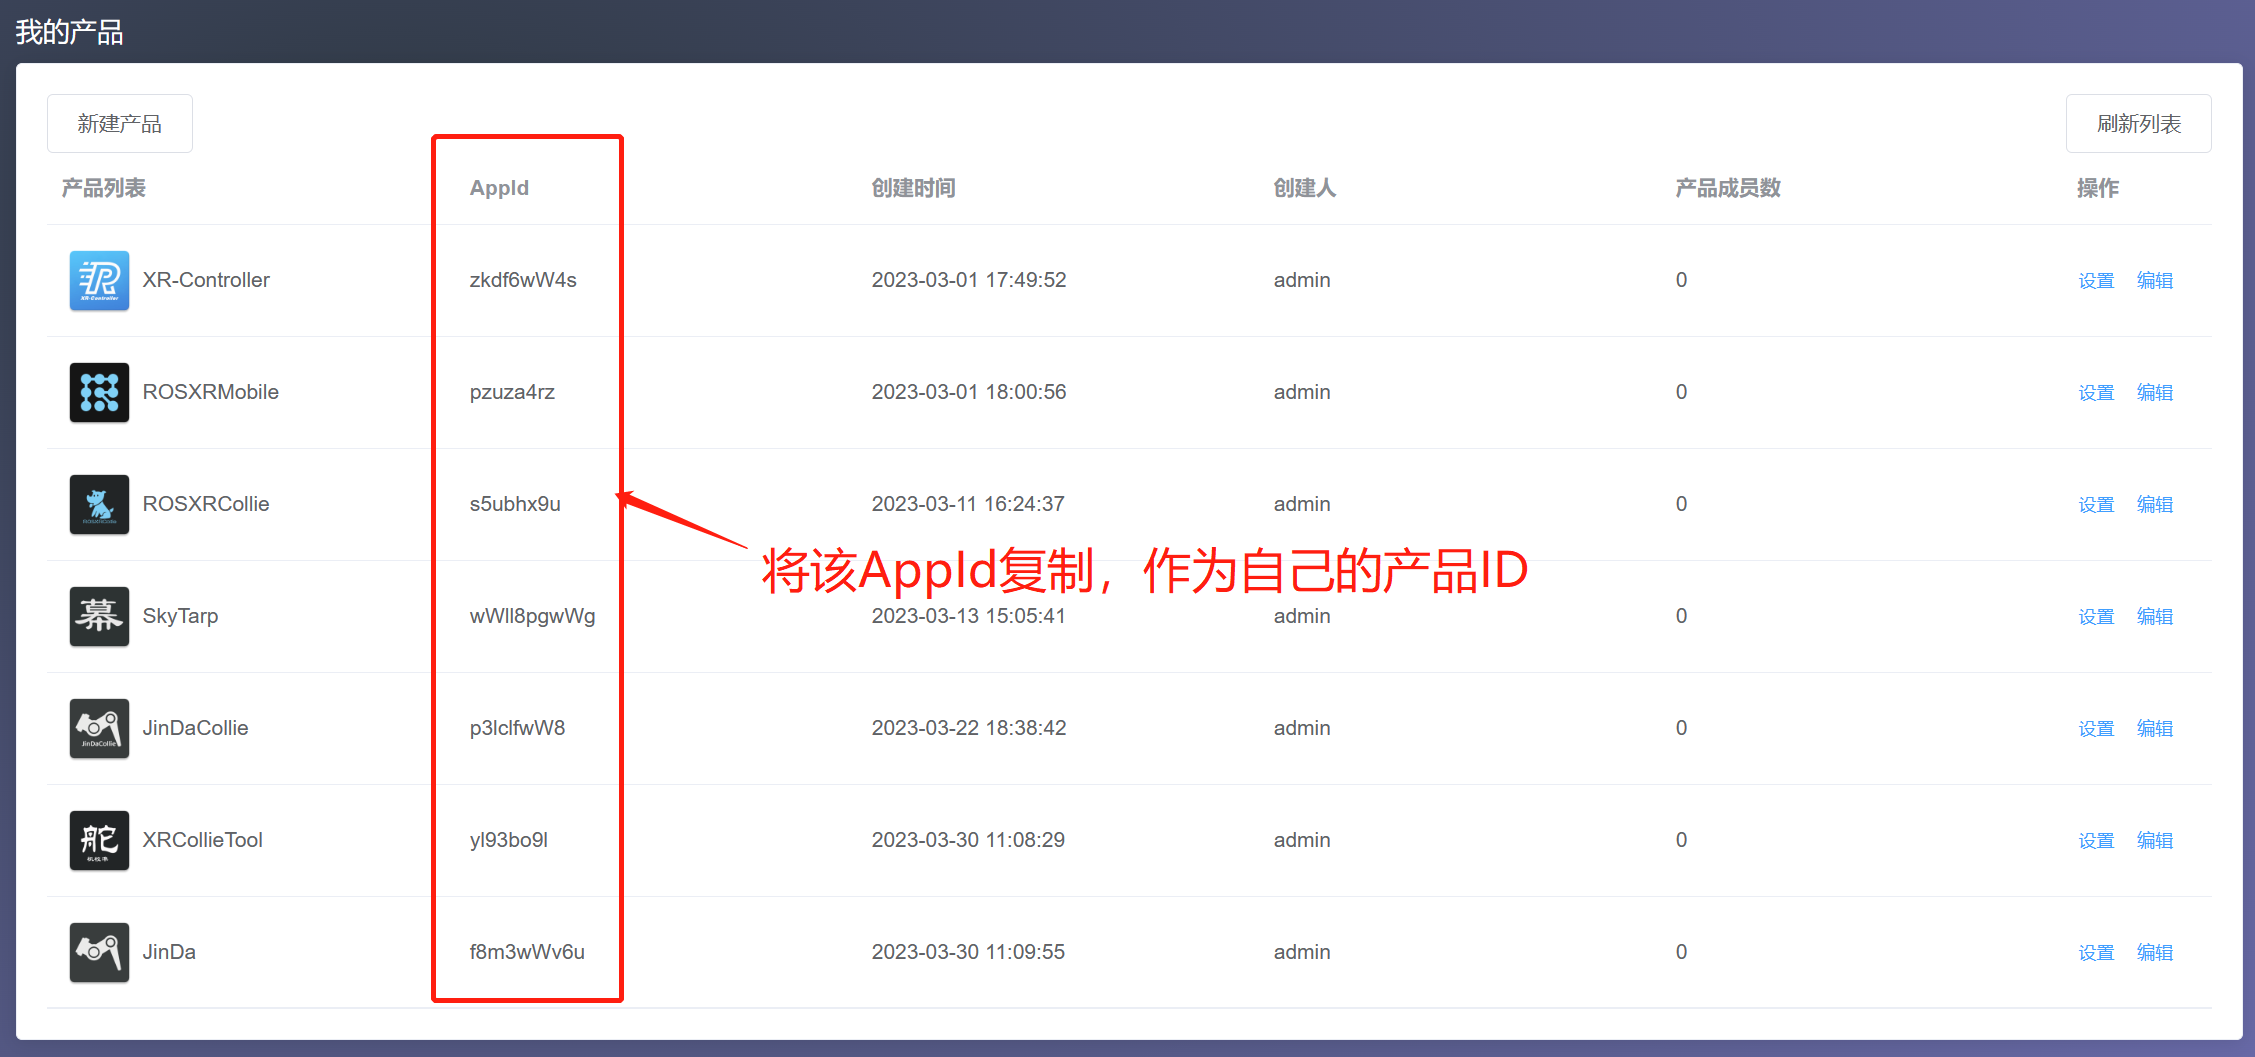 我的产品
新建产品
刷新列表
产品列表 AppId 创建时间 创建人 产品成员数 操作
XR-Controller
XR-Controller zkdf6wW4s 2023-03-01 17:49:52 admin 0 设置 编辑
ROSXRMobile pzuza4rz 2023-03-01 18:00:56 admin 0 设置 编辑
ROSXRCollie s5ubhx9u 2023-03-11 16:24:37 admin 0 设置 编辑
将该AppId复制，作为自己的产品ID
幕
SkyTarp wWll8pgwWg 2023-03-13 15:05:41 admin 0 设置 编辑
JinDaCollie
JinDaCollie p3lclfwW8 2023-03-22 18:38:42 admin 0 设置 编辑
舵
XRCollieTool yl93bo9l 2023-03-30 11:08:29 admin 0 设置 编辑
JinDa f8m3wWv6u 2023-03-30 11:09:55 admin 0 设置 编辑